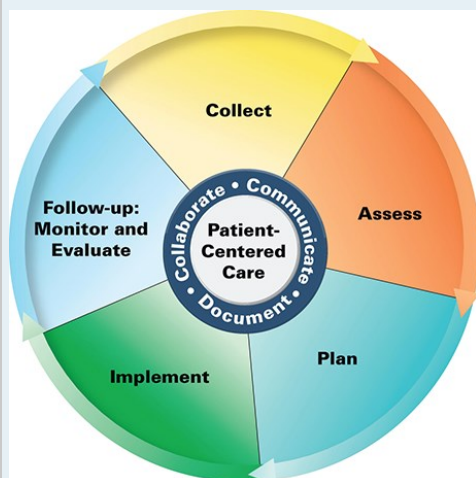 Collect
Assess
Plan
Implement
Follow-up:
Monitor and
Evaluate
Collaborate • Communicate • Document •
Patient-
Centered
Care